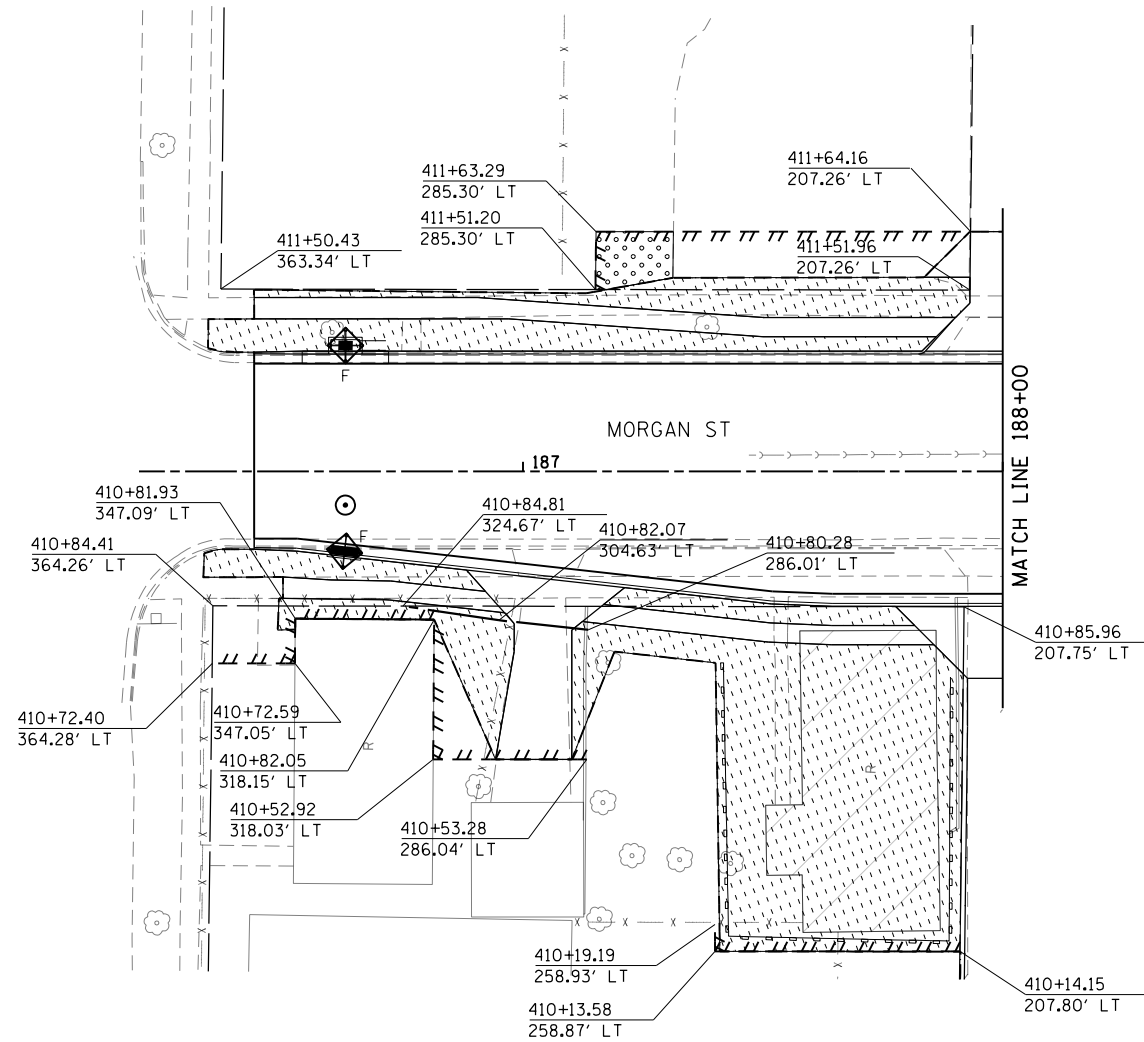 411+63.29
285.30' LT
411+64.16
207.26' LT
411+51.20
285.30' LT
411+50.43
363.34' LT
411+51.96
207.26' LT
F
MORGAN ST
MATCH LINE 188+00
187
410+81.93
347.09' LT
410+84.81
324.67' LT
F
410+82.07
304.63' LT
410+84.41
364.26' LT
410+80.28
286.01' LT
410+85.96
207.75' LT
410+72.40
364.28' LT
410+72.59
347.05' LT
R
R
410+82.05
318.15' LT
410+52.92
318.03' LT
410+53.28
286.04' LT
410+19.19
258.93' LT
410+14.15
207.80' LT
410+13.58
258.87' LT